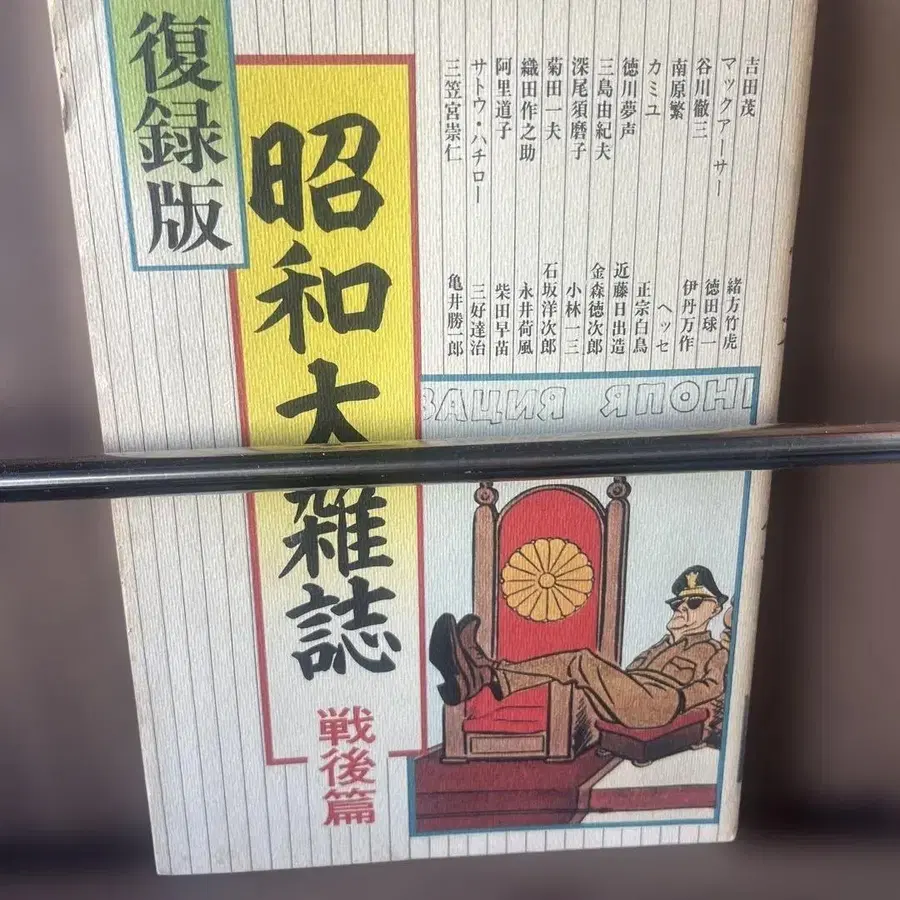 復録版
昭和大雑誌
戦後篇
吉田茂
マックアーサー
谷川徹三
南原繁
カミユ
徳川夢声
三島由紀夫
深尾須磨子
菊田一夫
織田作之助
阿里道子
サトウ・ハチロー
三笠宮崇仁
緒方竹虎
徳田球一
伊丹万作
ヘッセ
正宗白鳥
近藤日出造
金森徳次郎
小林一三
石坂洋次郎
永井荷風
柴田早苗
三好達治
亀井勝一郎